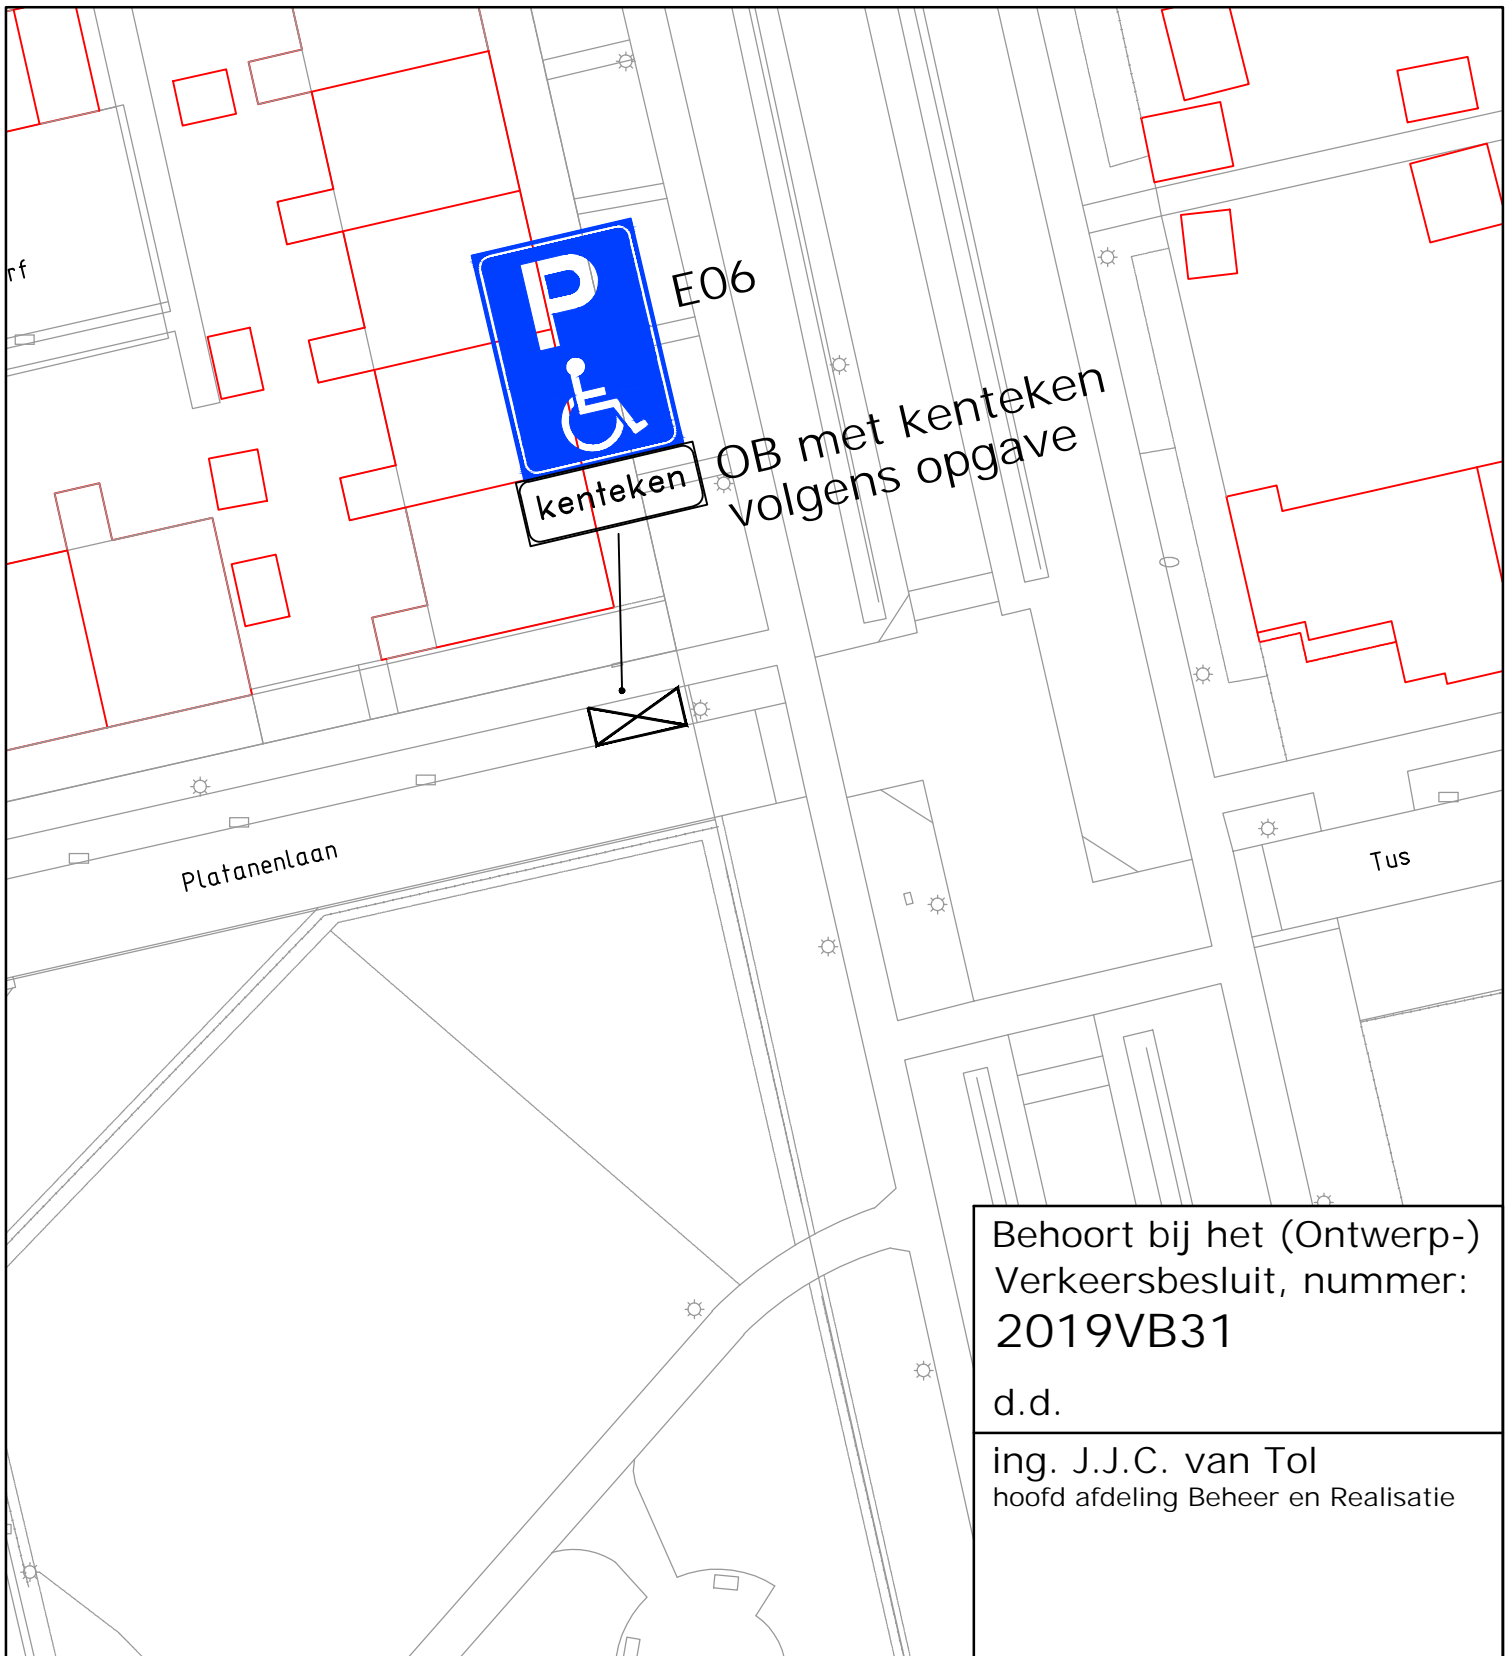 rf
P
E06
kenteken
OB met kenteken
volgens opgave
Platanenlaan
Tus
Behoort bij het (Ontwerp-)
Verkeersbesluit, nummer:
2019VB31
d.d.
ing. J.J.C. van Tol
hoofd afdeling Beheer en Realisatie